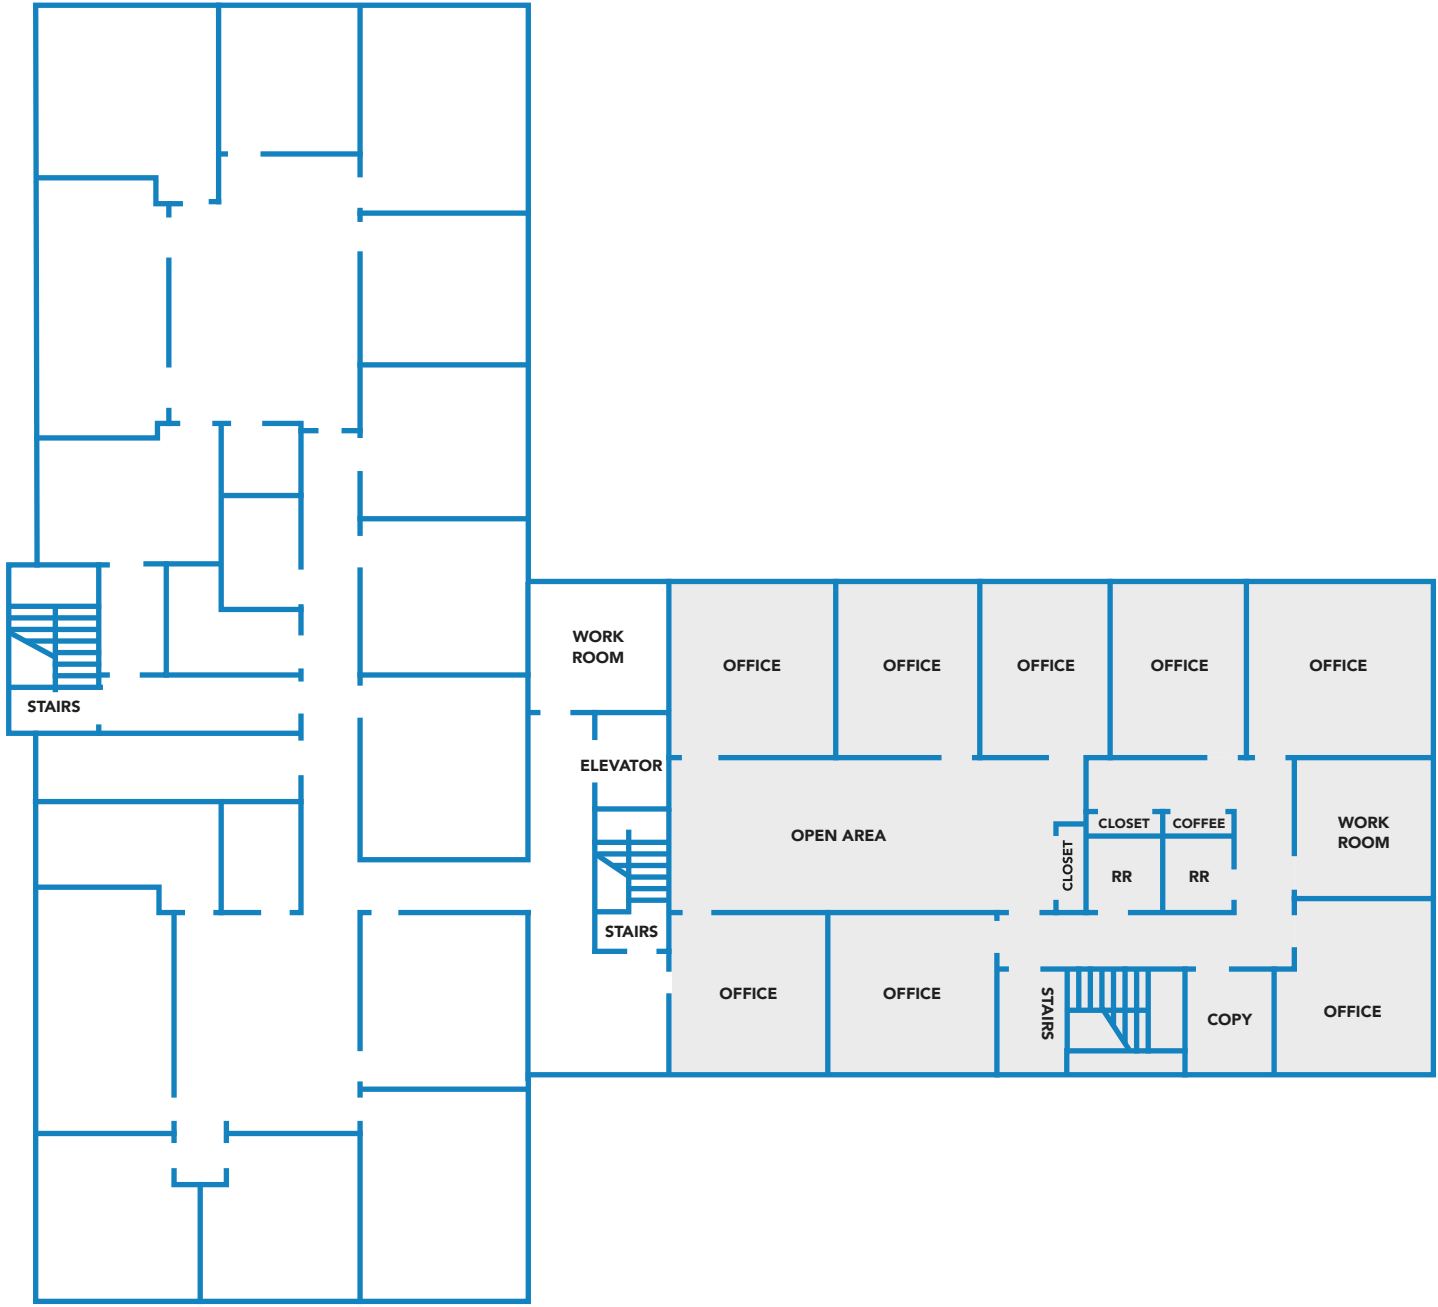 WORK
ROOM
OFFICE
OFFICE
OFFICE
OFFICE
OFFICE
STAIRS
ELEVATOR
OPEN AREA
CLOSET
COFFEE
WORK
ROOM
CLOSET
RR
RR
STAIRS
OFFICE
OFFICE
STAIRS
COPY
OFFICE